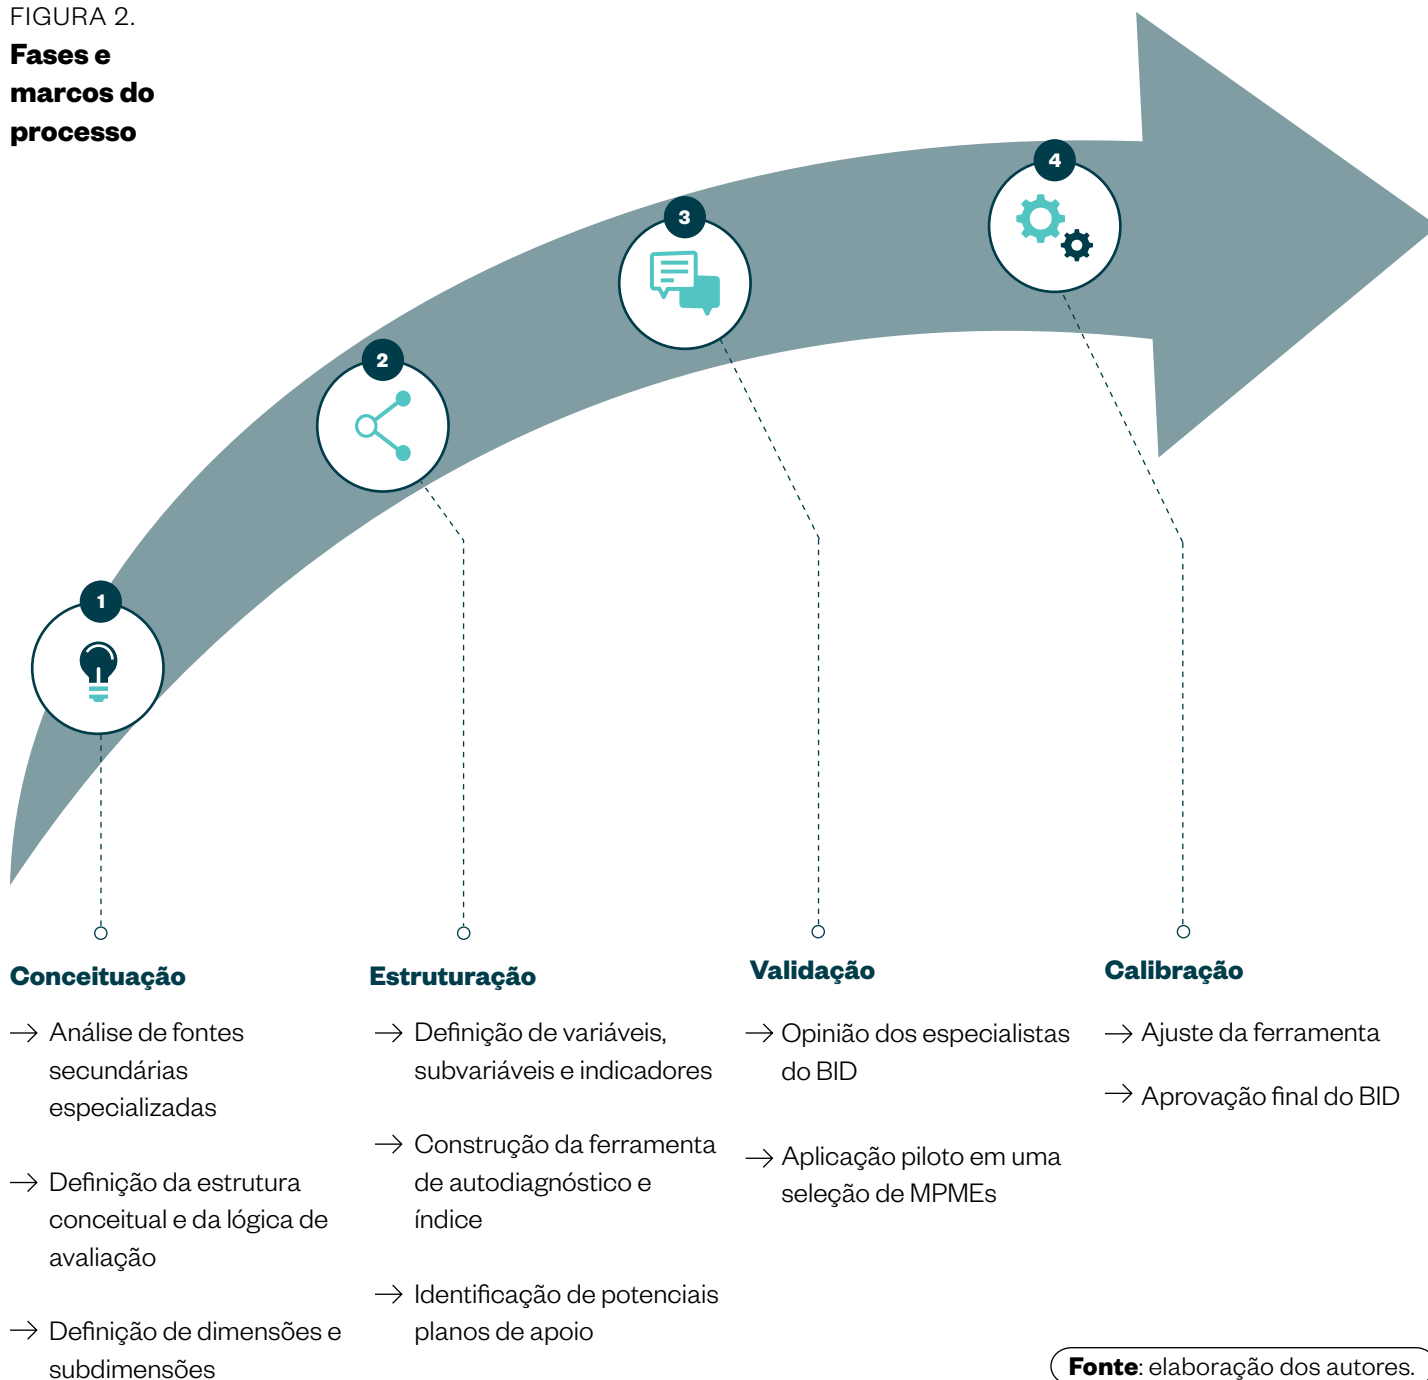 FIGURA 2.
Fases e
marcos do
processo
1
2
3
4
Conceituação
Análise de fontes
secundárias
especializadas
Definição da estrutura
conceitual e da lógica de
avaliação
Definição de dimensões e
subdimensões
Estruturação
Definição de variáveis,
subvariáveis e indicadores
Construção da ferramenta
de autodiagnóstico e
índice
Identificação de potenciais
planos de apoio
Validação
Opinião dos especialistas
do BID
Aplicação piloto em uma
seleção de MPMEs
Calibração
Ajuste da ferramenta
Aprovação final do BID
Fonte: elaboração dos autores.